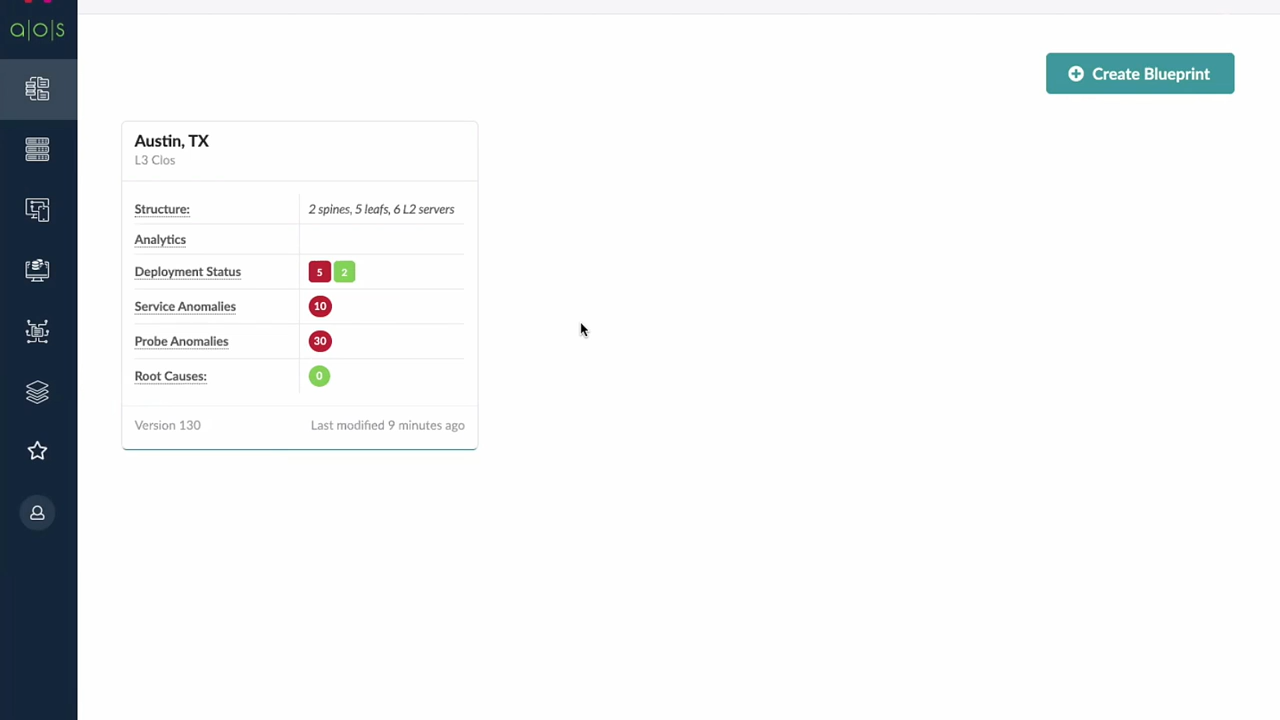 a|o|s
Create Blueprint
Austin, TX
L3 Clos
Structure: 2 spines, 5 leafs, 6 L2 servers
Analytics
Deployment Status 5 2
Service Anomalies 10
Probe Anomalies 30
Root Causes: 0
Version 130 Last modified 9 minutes ago